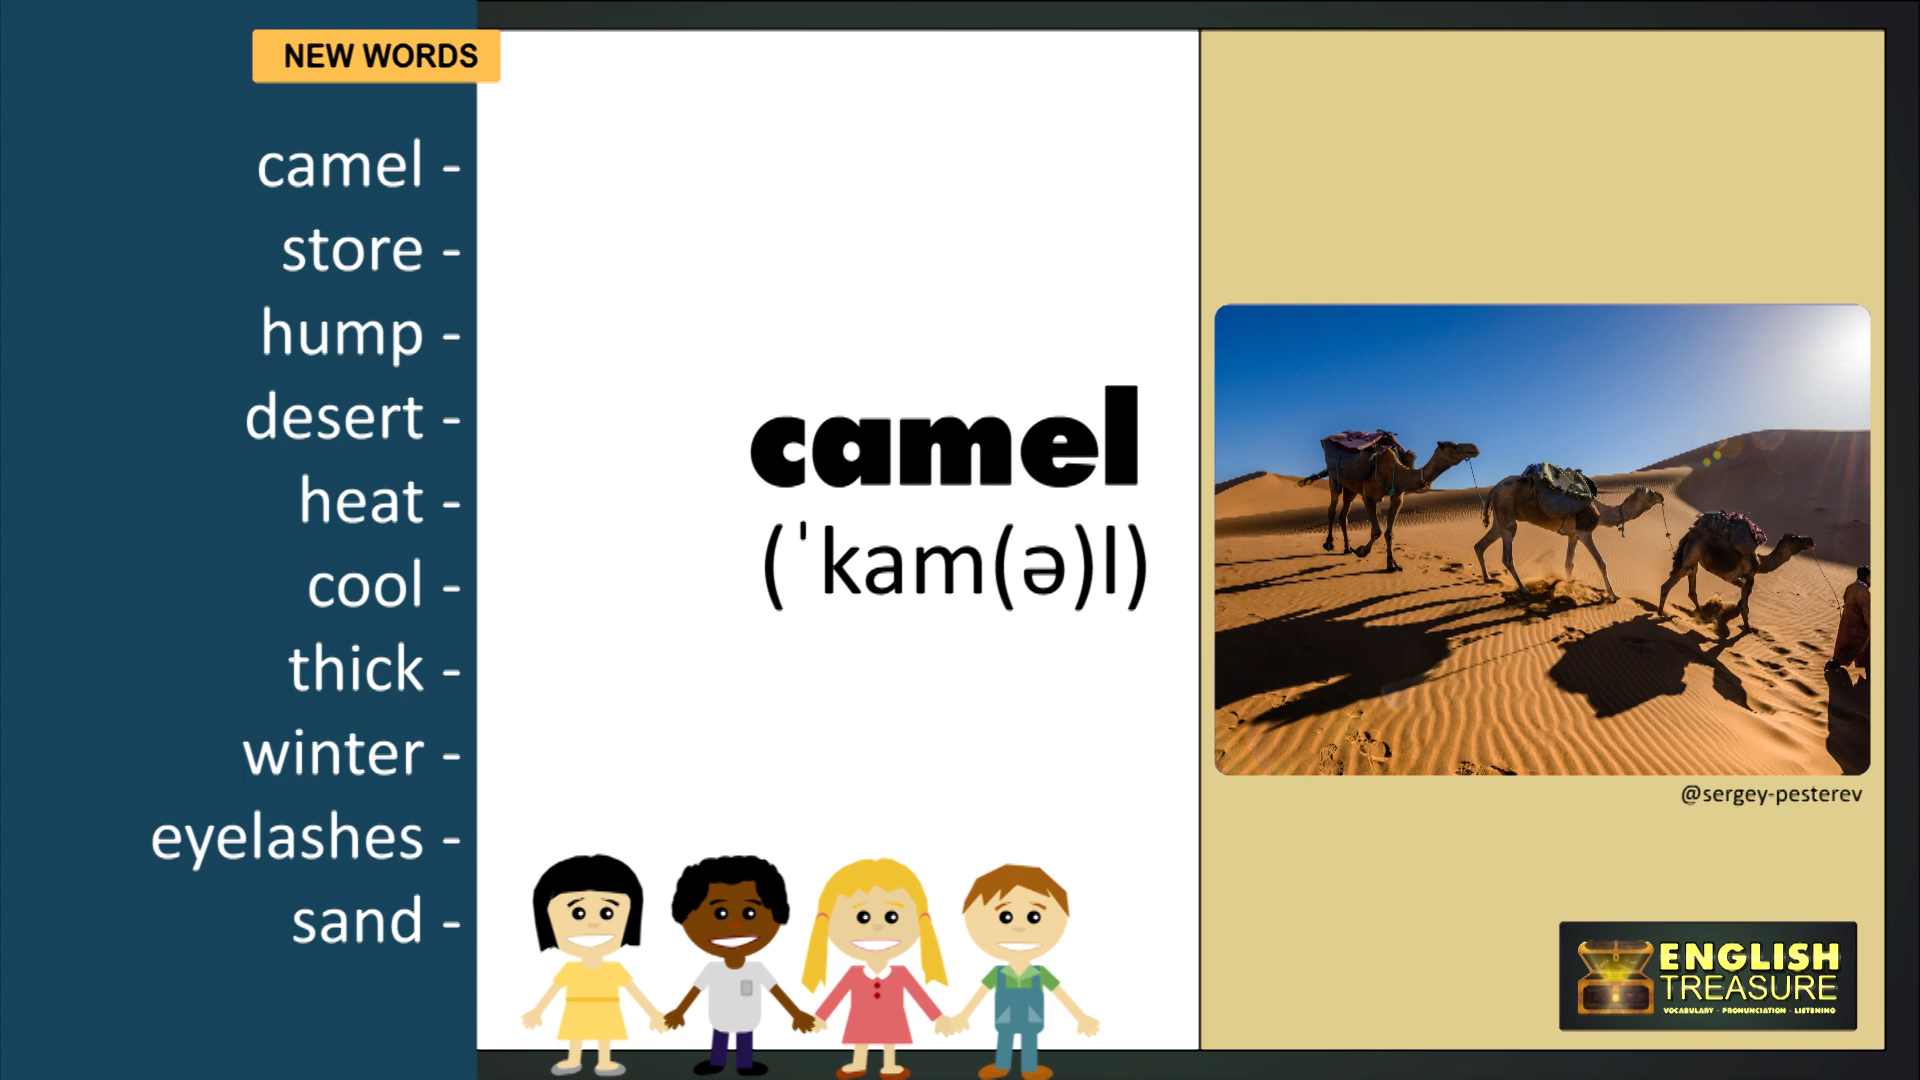 NEW WORDS
camel -
store -
hump -
desert -
heat -
cool -
thick -
winter -
eyelashes -
sand -
camel
(ˈkam(ə)l)
@sergey-pesterev
ENGLISH
TREASURE
VOCABULARY - PRONUNCIATION - LISTENING